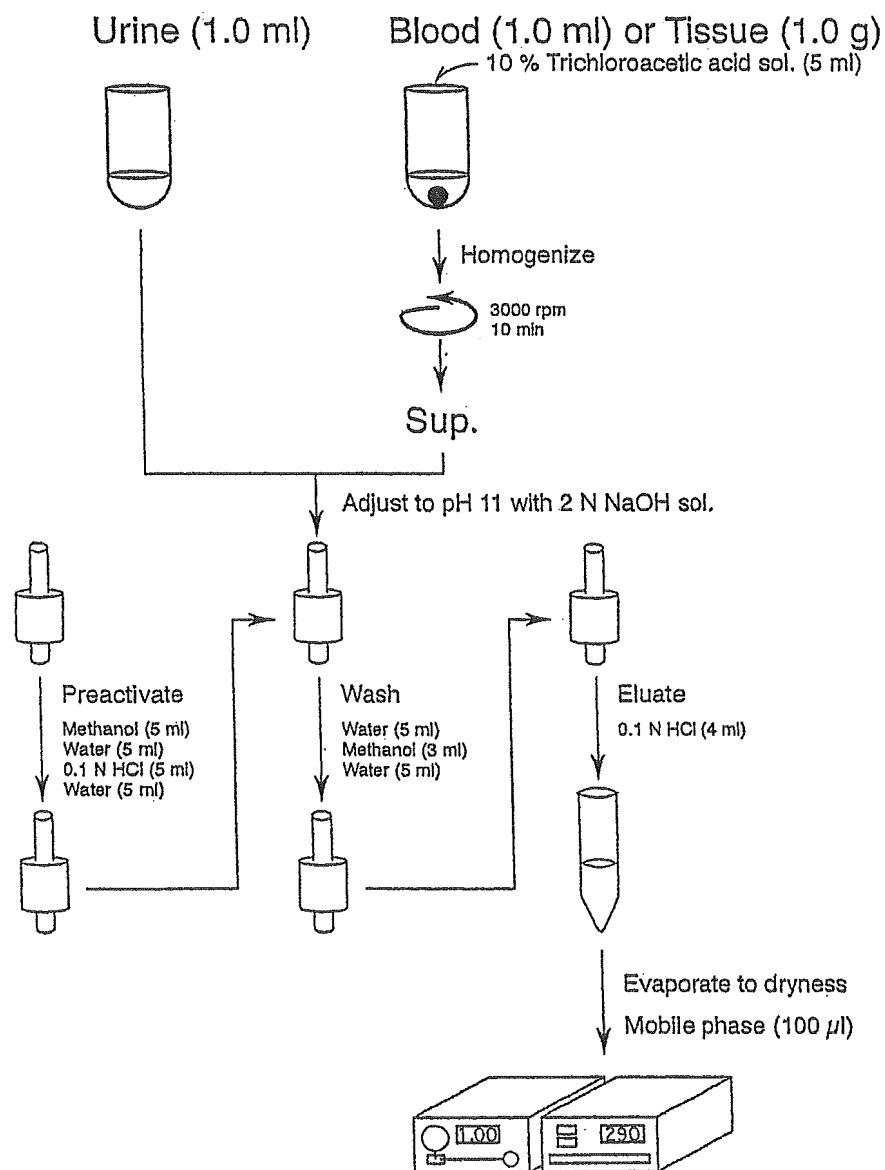 Urine (1.0 ml)
Blood (1.0 ml) or Tissue (1.0 g)
10 % Trichloroacetic acid sol. (5 ml)
Homogenize
3000 rpm
10 min
Sup.
Adjust to pH 11 with 2 N NaOH sol.
Preactivate
Methanol (5 ml)
Water (5 ml)
0.1 N HCl (5 ml)
Water (5 ml)
Wash
Water (5 ml)
Methanol (3 ml)
Water (5 ml)
Eluate
0.1 N HCl (4 ml)
Evaporate to dryness
Mobile phase (100 µl)
1.00
290